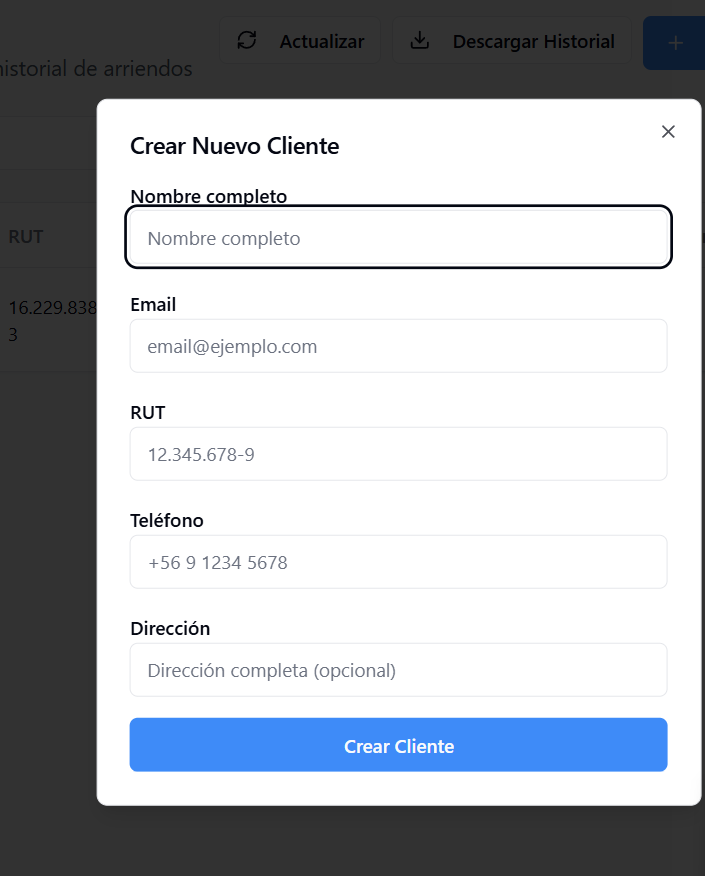 Actualizar
Descargar Historial
historial de arriendos
Crear Nuevo Cliente
Nombre completo
Nombre completo
RUT
Email
16.229.838
3
email@ejemplo.com
RUT
12.345.678-9
Teléfono
+56 9 1234 5678
Dirección
Dirección completa (opcional)
Crear Cliente